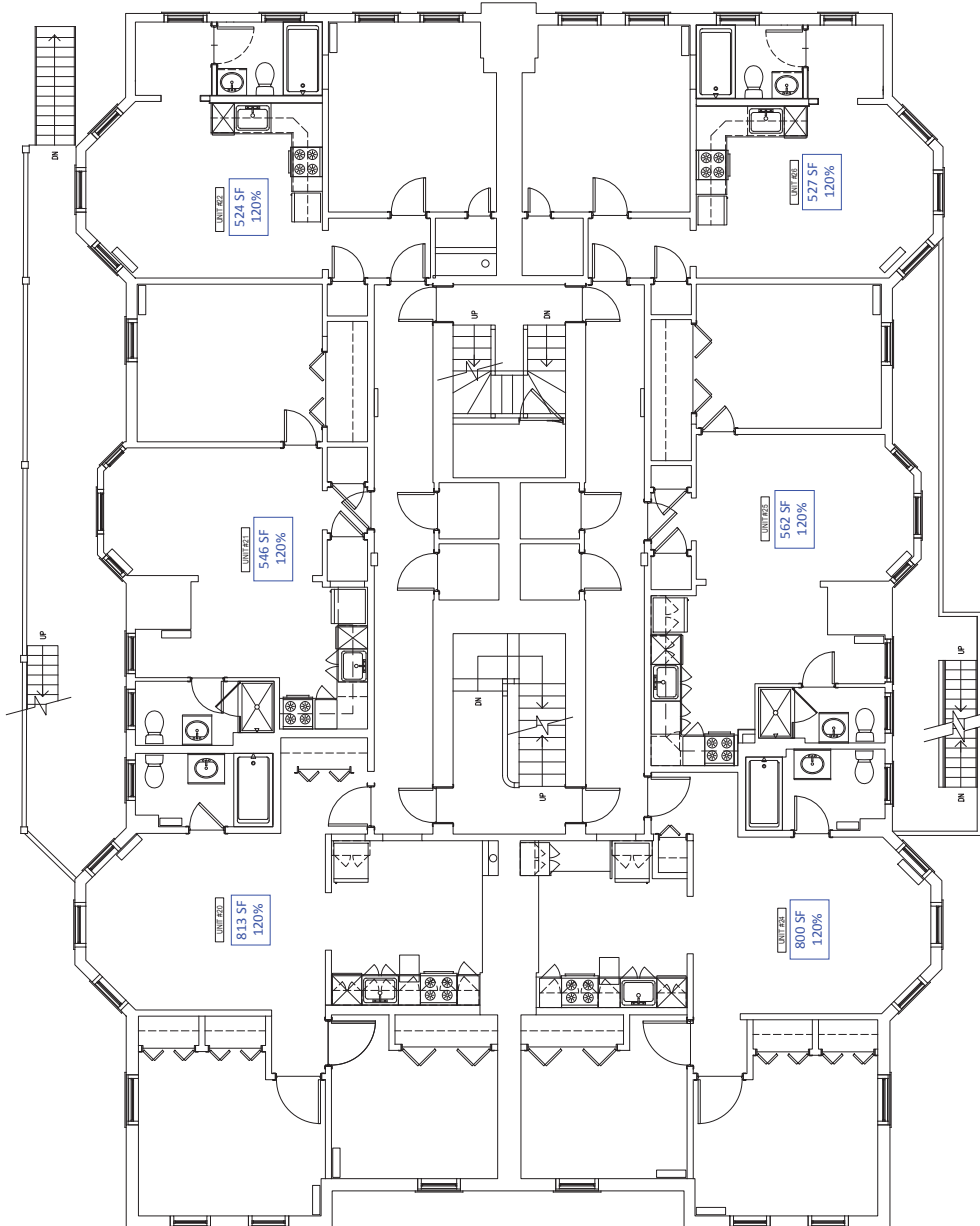 DN
UNIT #22
524 SF
120%
UNIT #26
527 SF
120%
UP
DN
UNIT #21
546 SF
120%
UNIT #25
562 SF
120%
UP
DN
UP
UP
DN
UNIT #20
813 SF
120%
UNIT #24
800 SF
120%